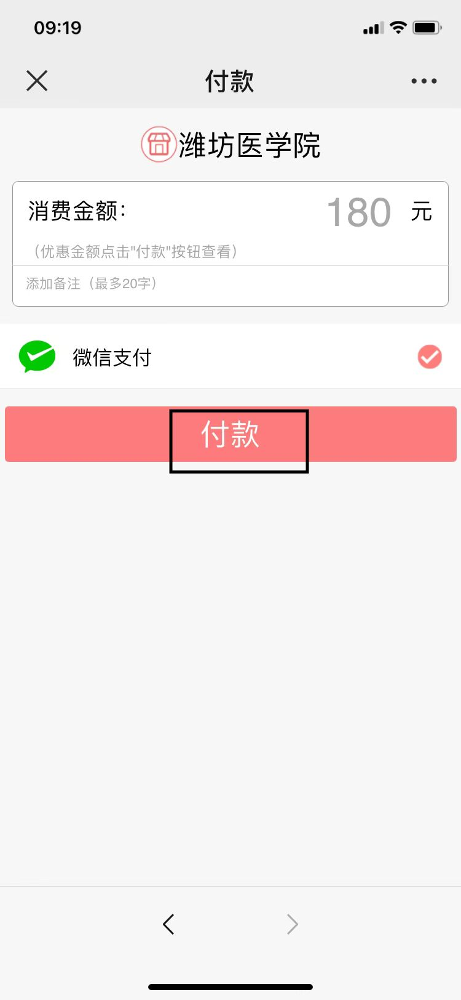 09:19
付款
潍坊医学院
消费金额：
180 元
（优惠金额点击"付款"按钮查看）
添加备注（最多20字）
微信支付
付款